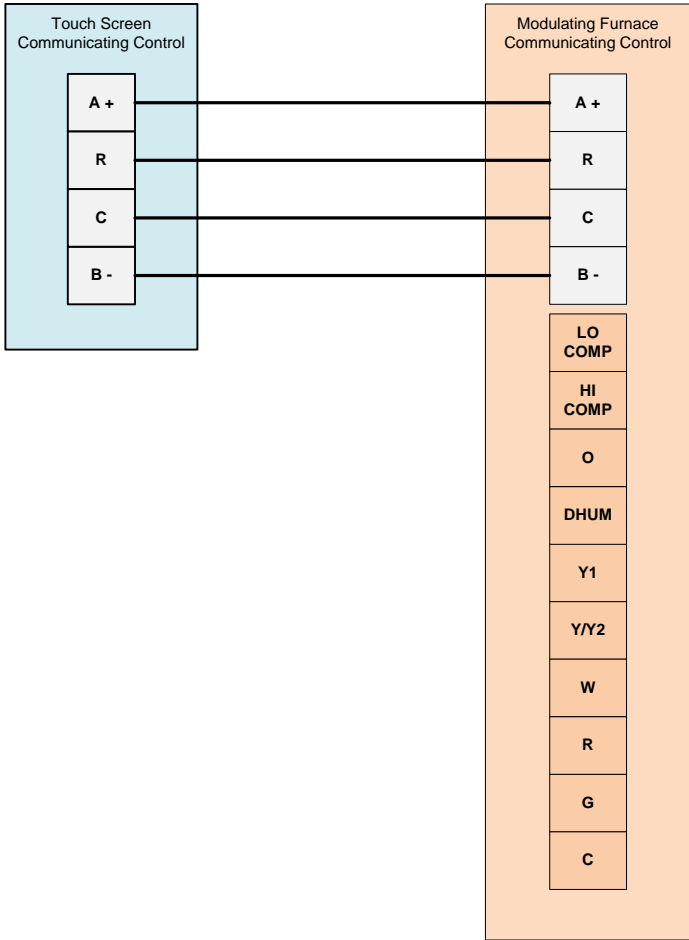 Touch Screen
Communicating Control
A +
R
C
B -
Modulating Furnace
Communicating Control
A +
R
C
B -
LO
COMP
HI
COMP
O
DHUM
Y1
Y/Y2
W
R
G
C